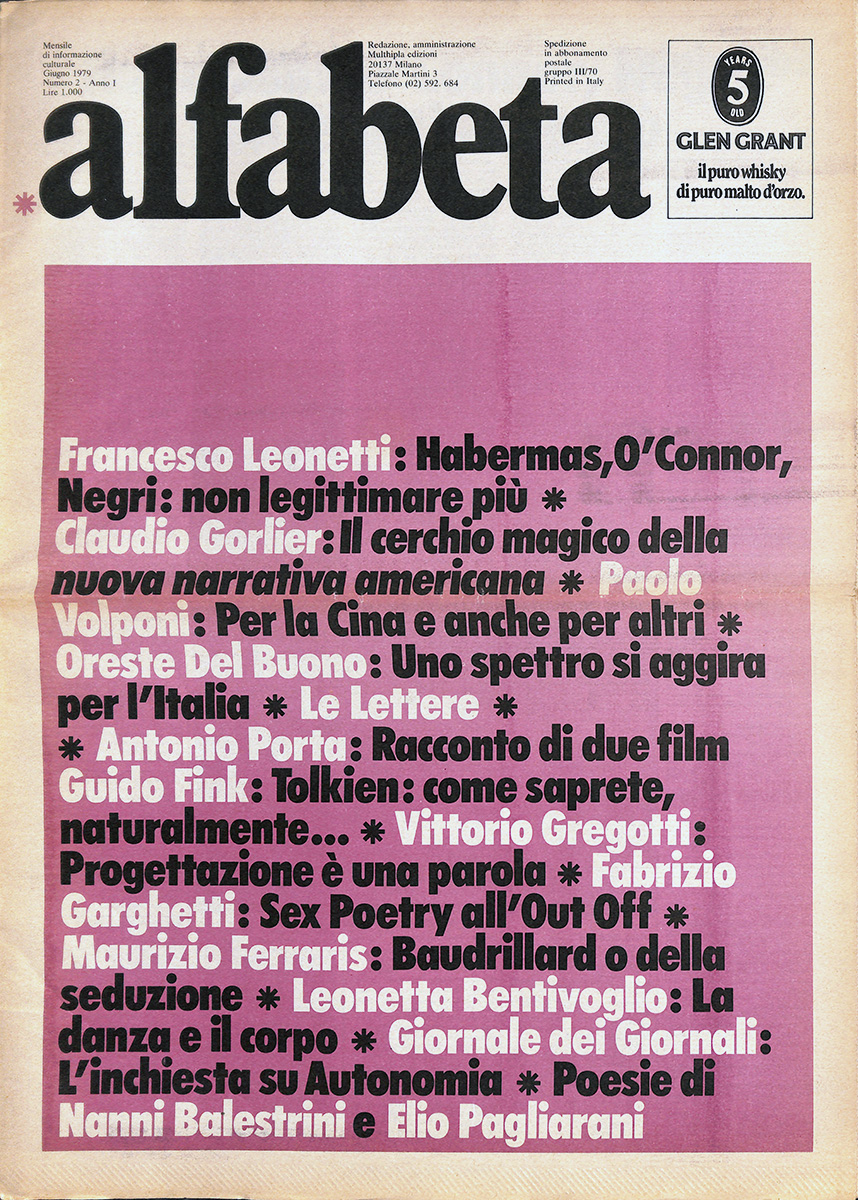 Mensile
di informazione
culturale
Giugno 1979
Numero 2 - Anno I
Lire 1.000
Redazione, amministrazione
Multhipla edizioni
20137 Milano
Piazzale Martini 3
Telefono (02) 592. 684
Spedizione
in abbonamento
postale
gruppo III/70
Printed in Italy
*alfabeta
YEARS
5
OLD
GLEN GRANT
il puro whisky
di puro malto d'orzo.
Francesco Leonetti: Habermas,O'Connor,
Negri: non legittimare più *
Claudio Gorlier: Il cerchio magico della
nuova narrativa americana * Paolo
Volponi: Per la Cina e anche per altri *
Oreste Del Buono: Uno spettro si aggira
per l'Italia * Le Lettere *
* Antonio Porta: Racconto di due film
Guido Fink: Tolkien: come saprete,
naturalmente... * Vittorio Gregotti:
Progettazione è una parola * Fabrizio
Garghetti: Sex Poetry all'Out Off *
Maurizio Ferraris: Baudrillard o della
seduzione * Leonetta Bentivoglio: La
danza e il corpo * Giornale dei Giornali:
L'inchiesta su Autonomia * Poesie di
Nanni Balestrini e Elio Pagliarani